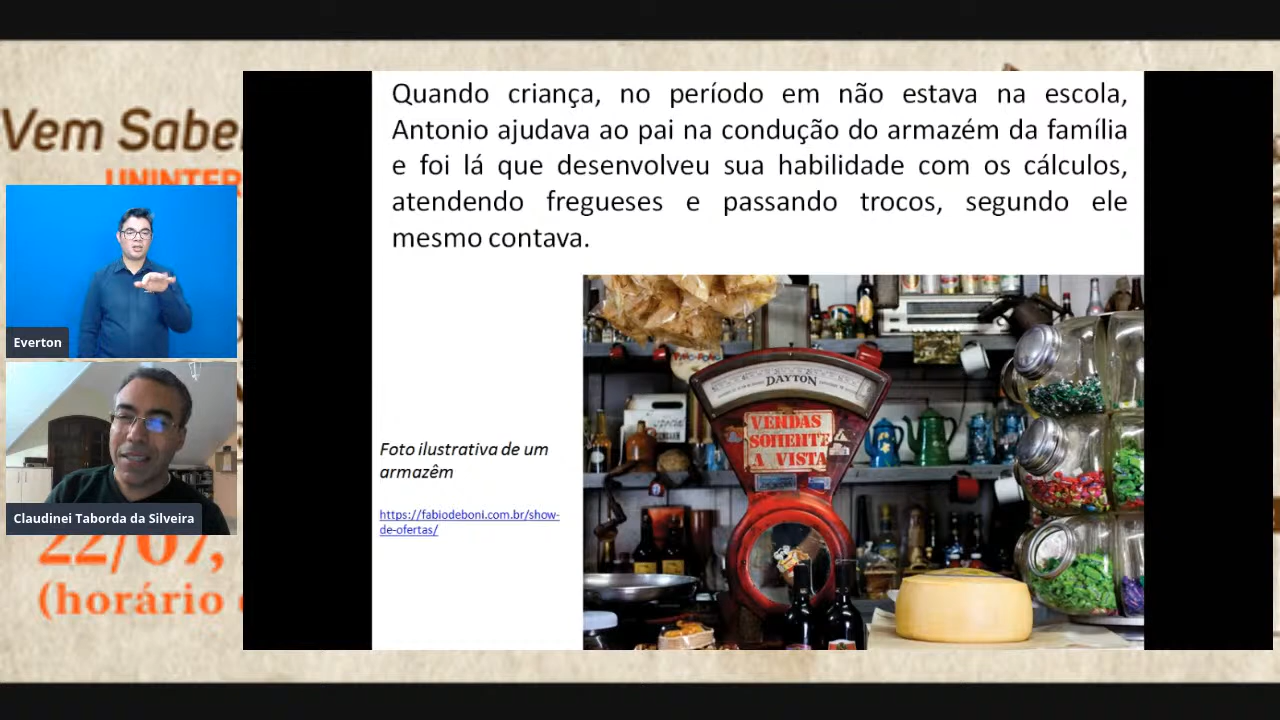 Vem Sabe
UNINTER
Everton
Claudinei Taborda da Silveira
22/07,
(horário
Quando criança, no período em não estava na escola,
Antonio ajudava ao pai na condução do armazém da família
e foi lá que desenvolveu sua habilidade com os cálculos,
atendendo fregueses e passando trocos, segundo ele
mesmo contava.
Foto ilustrativa de um
armazêm
https://fabiodeboni.com.br/show-
de-ofertas/
DAYTON
VENDAS
SOMENTE
A VISTA